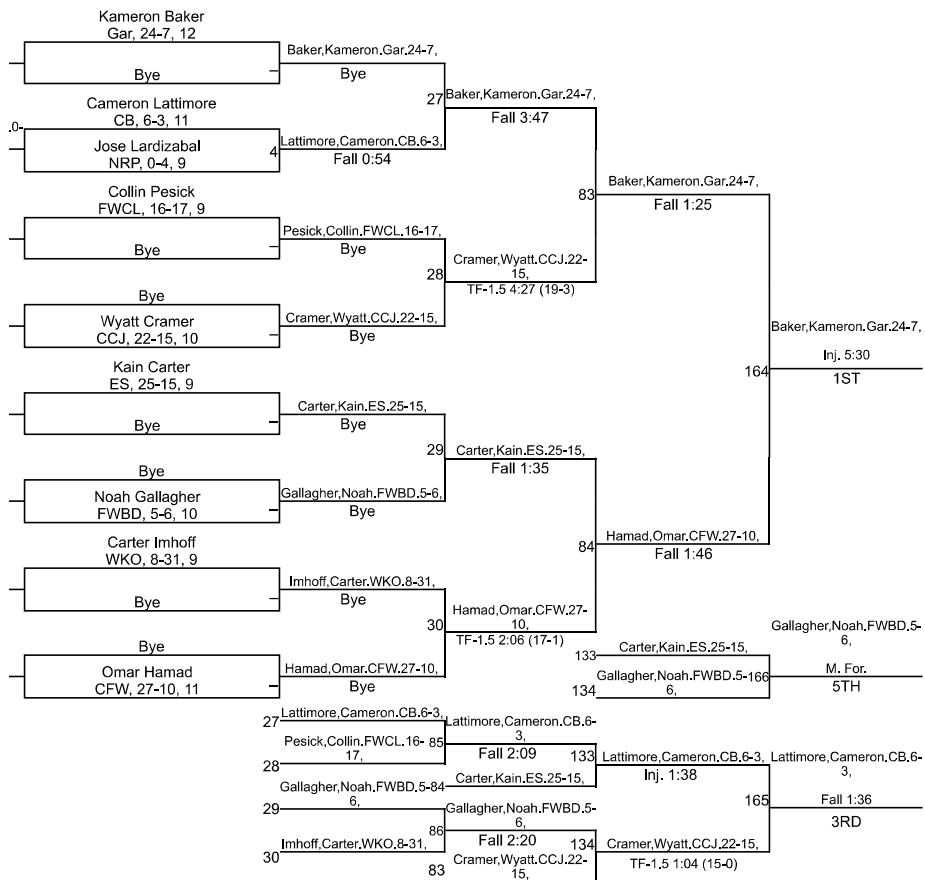 Kameron Baker
Gar, 24-7, 12
Bye
Baker,Kameron.Gar.24-7,
Bye
27
Baker,Kameron.Gar.24-7,
Fall 3:47
Cameron Lattimore
CB, 6-3, 11
.0-
Jose Lardizabal
NRP, 0-4, 9
4
Lattimore,Cameron.CB.6-3,
Fall 0:54
83
Baker,Kameron.Gar.24-7,
Fall 1:25
Collin Pesick
FWCL, 16-17, 9
Bye
Pesick,Collin.FWCL.16-17,
Bye
28
Cramer,Wyatt.CCJ.22-
15,
TF-1.5 4:27 (19-3)
Bye
Wyatt Cramer
CCJ, 22-15, 10
Cramer,Wyatt.CCJ.22-15,
Bye
164
Baker,Kameron.Gar.24-7,
Inj. 5:30
1ST
Kain Carter
ES, 25-15, 9
Bye
Carter,Kain.ES.25-15,
Bye
29
Carter,Kain.ES.25-15,
Fall 1:35
Bye
Noah Gallagher
FWBD, 5-6, 10
Gallagher,Noah.FWBD.5-6,
Bye
84
Hamad,Omar.CFW.27-10,
Fall 1:46
Carter Imhoff
WKO, 8-31, 9
Bye
Imhoff,Carter.WKO.8-31,
Bye
30
Hamad,Omar.CFW.27-
10,
TF-1.5 2:06 (17-1)
Bye
Omar Hamad
CFW, 27-10, 11
Hamad,Omar.CFW.27-10,
Bye
133
Carter,Kain.ES.25-15,
134
Gallagher,Noah.FWBD.5-
6,
166
Gallagher,Noah.FWBD.5-
6,
M. For.
5TH
27
Lattimore,Cameron.CB.6-3,
28
Pesick,Collin.FWCL.16-
17,
85
Lattimore,Cameron.CB.6-
3,
Fall 2:09
84
Carter,Kain.ES.25-15,
133
Lattimore,Cameron.CB.6-3,
Inj. 1:38
29
Gallagher,Noah.FWBD.5-
6,
30
Imhoff,Carter.WKO.8-31,
86
Gallagher,Noah.FWBD.5-
6,
Fall 2:20
83
Cramer,Wyatt.CCJ.22-
15,
134
Cramer,Wyatt.CCJ.22-15,
TF-1.5 1:04 (15-0)
165
Lattimore,Cameron.CB.6-
3,
Fall 1:36
3RD